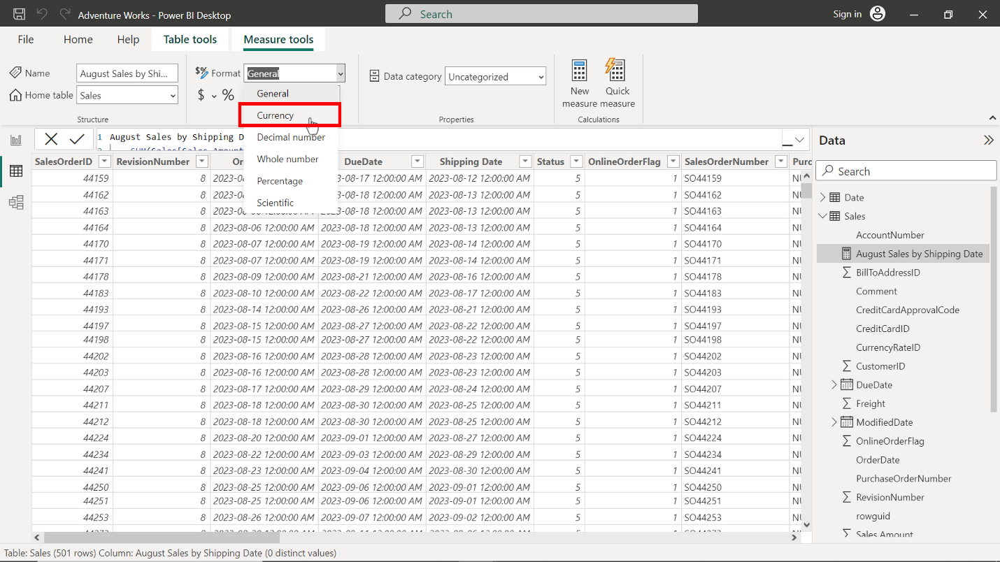 Adventure Works - Power BI Desktop
Search
Sign in
File Home Help Table tools Measure tools
Name August Sales by Shi...
Home table Sales
Structure
Format General
$ %
General
Currency
Decimal number
Whole number
Percentage
Scientific
Data category Uncategorized
Properties
New measure
Quick measure
Calculations
1 August Sales by Shipping D
Data
Search
Date
Sales
AccountNumber
August Sales by Shipping Date
BillToAddressID
Comment
CreditCardApprovalCode
CreditCardID
CurrencyRateID
CustomerID
DueDate
Freight
ModifiedDate
OnlineOrderFlag
OrderDate
PurchaseOrderNumber
RevisionNumber
rowguid
Sales Amount
SalesOrderID RevisionNumber Or DueDate Shipping Date Status OnlineOrderFlag SalesOrderNumber Purc
44159 8 2023-0 2023-08-17 12:00:00 AM 2023-08-12 12:00:00 AM 5 1 SO44159 NU
44162 8 2023-0 2023-08-18 12:00:00 AM 2023-08-13 12:00:00 AM 5 1 SO44162 NU
44163 8 2023-0 2023-08-18 12:00:00 AM 2023-08-13 12:00:00 AM 5 1 SO44163 NU
44164 8 2023-08-06 12:00:00 AM 2023-08-18 12:00:00 AM 2023-08-13 12:00:00 AM 5 1 SO44164 NU
44170 8 2023-08-07 12:00:00 AM 2023-08-19 12:00:00 AM 2023-08-14 12:00:00 AM 5 1 SO44170 NU
44171 8 2023-08-07 12:00:00 AM 2023-08-19 12:00:00 AM 2023-08-14 12:00:00 AM 5 1 SO44171 NU
44178 8 2023-08-09 12:00:00 AM 2023-08-21 12:00:00 AM 2023-08-16 12:00:00 AM 5 1 SO44178 NU
44183 8 2023-08-10 12:00:00 AM 2023-08-22 12:00:00 AM 2023-08-17 12:00:00 AM 5 1 SO44183 NU
44193 8 2023-08-14 12:00:00 AM 2023-08-26 12:00:00 AM 2023-08-21 12:00:00 AM 5 1 SO44193 NU
44197 8 2023-08-15 12:00:00 AM 2023-08-27 12:00:00 AM 2023-08-22 12:00:00 AM 5 1 SO44197 NU
44198 8 2023-08-15 12:00:00 AM 2023-08-27 12:00:00 AM 2023-08-22 12:00:00 AM 5 1 SO44198 NU
44202 8 2023-08-16 12:00:00 AM 2023-08-28 12:00:00 AM 2023-08-23 12:00:00 AM 5 1 SO44202 NU
44203 8 2023-08-16 12:00:00 AM 2023-08-28 12:00:00 AM 2023-08-23 12:00:00 AM 5 1 SO44203 NU
44207 8 2023-08-17 12:00:00 AM 2023-08-29 12:00:00 AM 2023-08-24 12:00:00 AM 5 1 SO44207 NU
44211 8 2023-08-18 12:00:00 AM 2023-08-30 12:00:00 AM 2023-08-25 12:00:00 AM 5 1 SO44211 NU
44212 8 2023-08-18 12:00:00 AM 2023-08-30 12:00:00 AM 2023-08-25 12:00:00 AM 5 1 SO44212 NU
44224 8 2023-08-20 12:00:00 AM 2023-09-01 12:00:00 AM 2023-08-27 12:00:00 AM 5 1 SO44224 NU
44234 8 2023-08-22 12:00:00 AM 2023-09-03 12:00:00 AM 2023-08-29 12:00:00 AM 5 1 SO44234 NU
44241 8 2023-08-23 12:00:00 AM 2023-09-04 12:00:00 AM 2023-08-30 12:00:00 AM 5 1 SO44241 NU
44250 8 2023-08-25 12:00:00 AM 2023-09-06 12:00:00 AM 2023-09-01 12:00:00 AM 5 1 SO44250 NU
44251 8 2023-08-25 12:00:00 AM 2023-09-06 12:00:00 AM 2023-09-01 12:00:00 AM 5 1 SO44251 NU
44253 8 2023-08-26 12:00:00 AM 2023-09-07 12:00:00 AM 2023-09-02 12:00:00 AM 5 1 SO44253 NU
Table: Sales (501 rows) Column: August Sales by Shipping Date (0 distinct values)